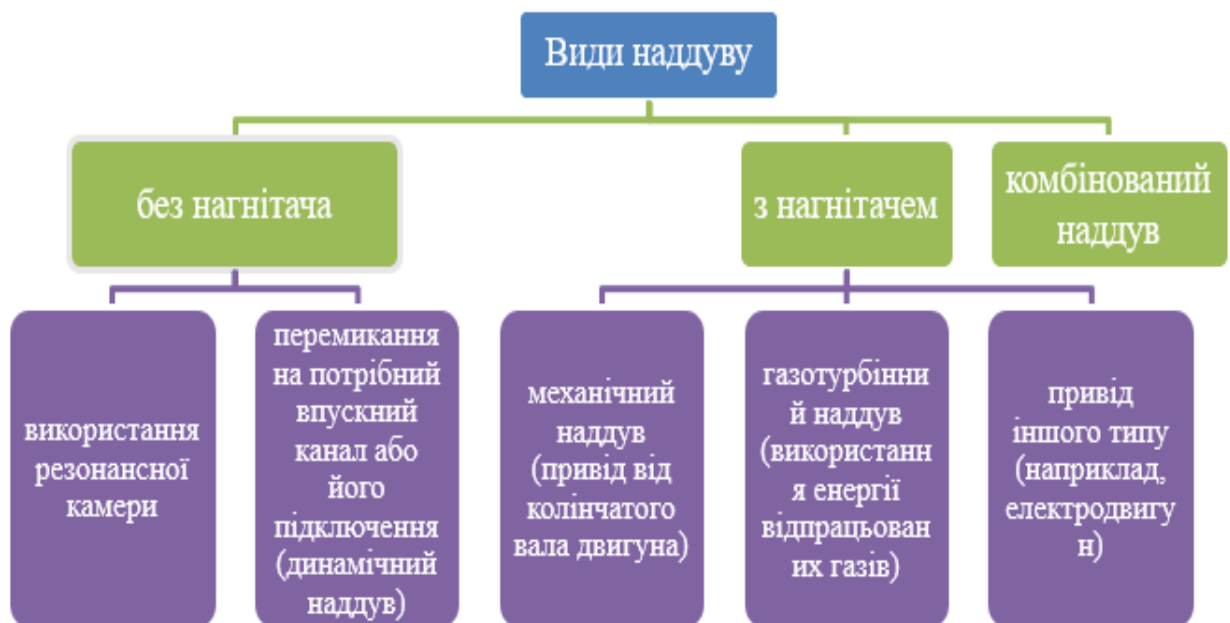 Види наддуву
без нагнітача
з нагнітачем
комбінований
наддув
використання
резонансної
камери
перемикання
на потрібний
впускний
канал або
його
підключення
(динамічний
наддув)
механічний
наддув
(привід від
колінчатого
вала двигуна)
газотурбінни
й наддув
(використанн
я енергії
відпрацьован
их газів)
привід
іншого типу
(наприклад,
електродвигу
н)